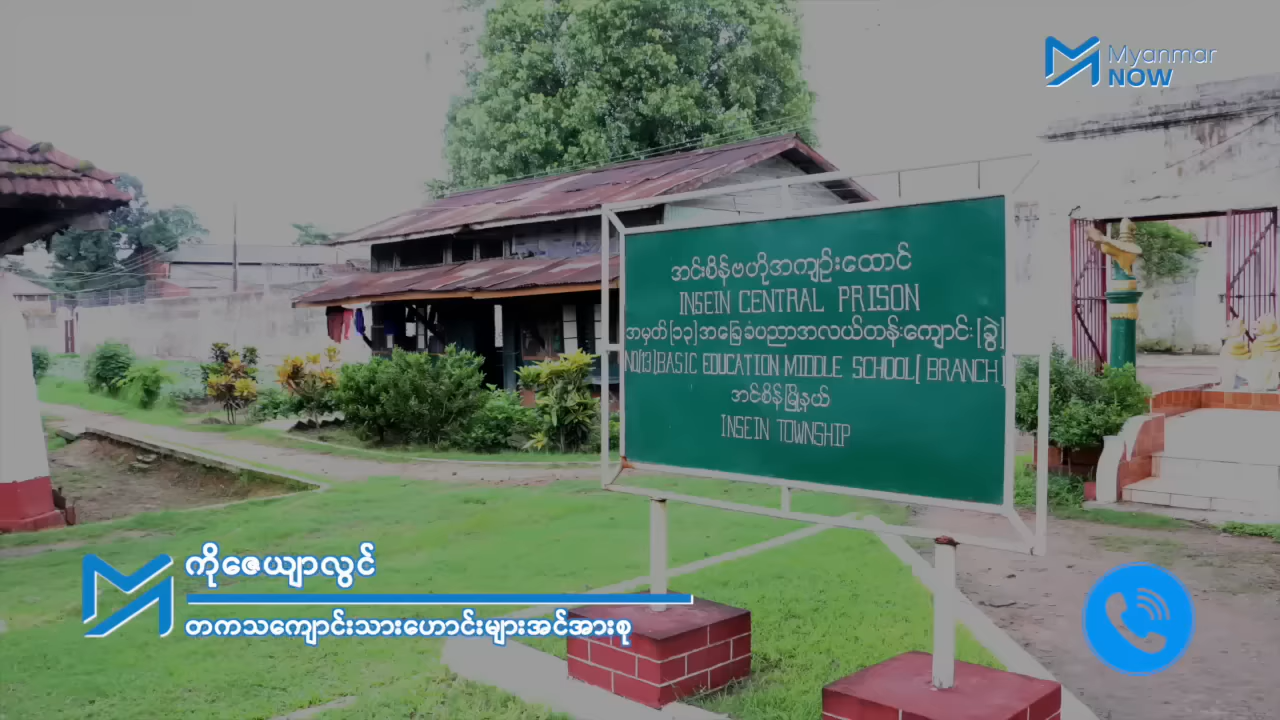 Myanmar
NOW
အင်းစိန်ဗဟိုအကျဉ်းထောင်
INSEIN CENTRAL PRISON
အမှတ်(၁၃)အခြေခံပညာအလယ်တန်းကျောင်း(ခွဲ)
NO(13)BASIC EDUCATION MIDDLE SCHOOL( BRANCH )
အင်စိန်မြို့နယ်
INSEIN TOWNSHIP
ကိုဇေယျာလွင်
တကသကျောင်းသားဟောင်းများအင်အားစု